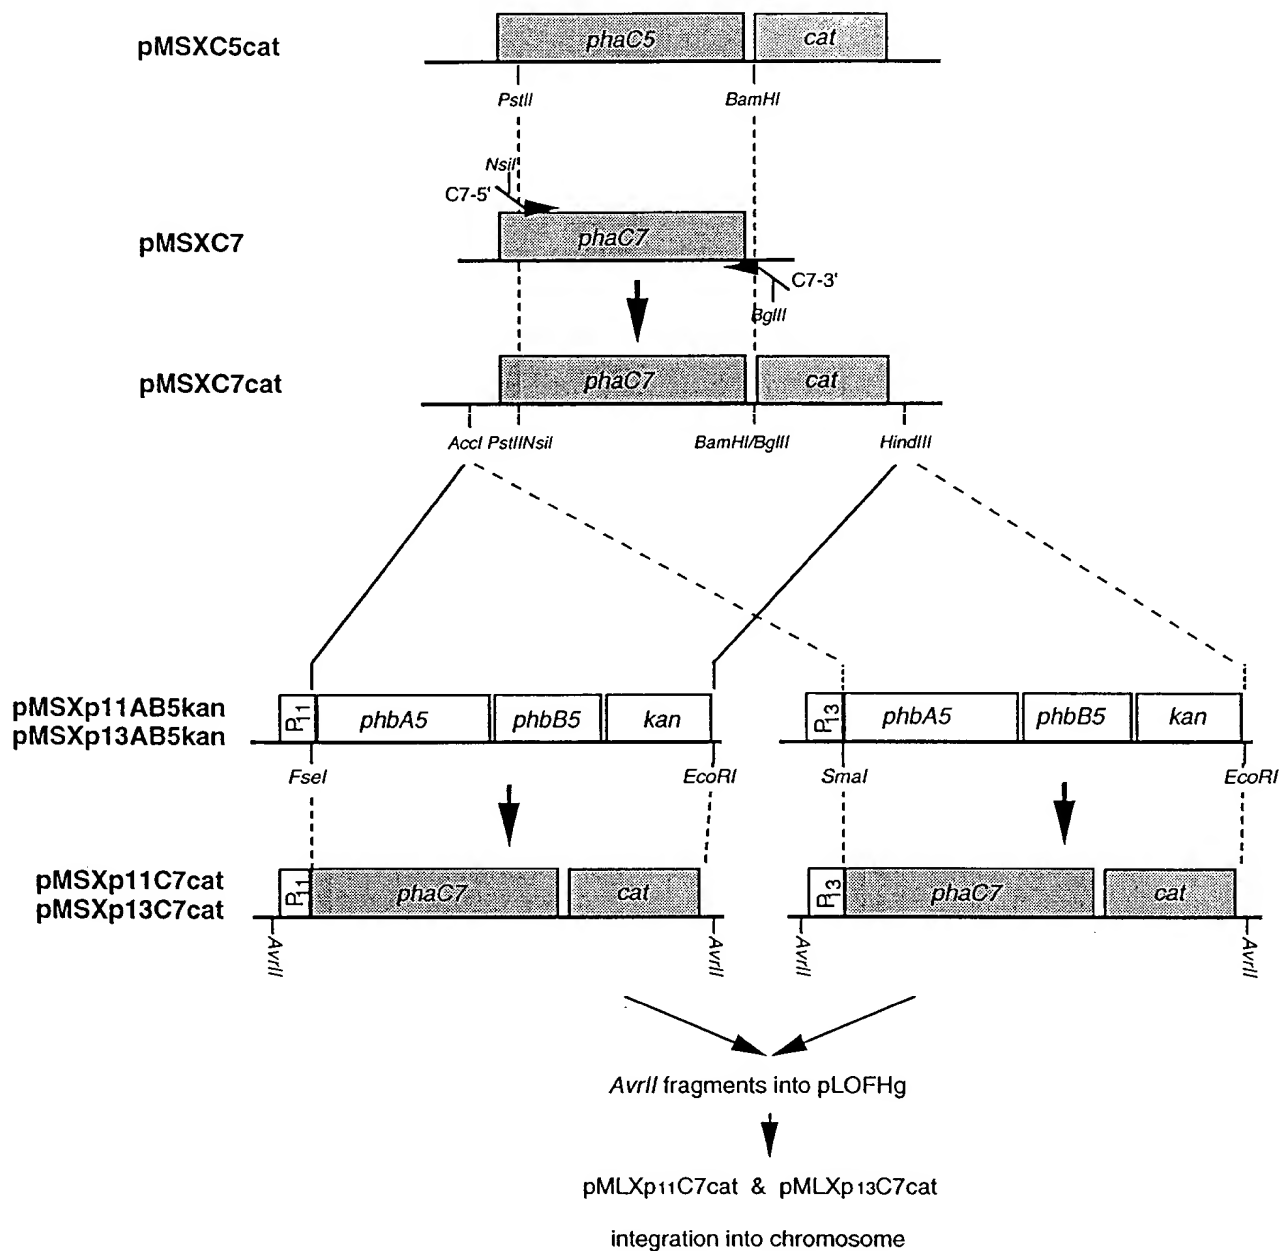 pMSXC5cat
phaC5 cat
PstII BamHI
NsiI
C7-5'
pMSXC7
phaC7
C7-3'
BglII
pMSXC7cat
phaC7 cat
AccI PstIINsiI BamHI/BglII HindIII
pMSXp11AB5kan
pMSXp13AB5kan
P11 phbA5 phbB5 kan P13 phbA5 phbB5 kan
FseI EcoRI SmaI EcoRI
pMSXp11C7cat
pMSXp13C7cat
P11 phaC7 cat P13 phaC7 cat
AvrII AvrII AvrII AvrII
AvrII fragments into pLOFHg
pMLXp11C7cat & pMLXp13C7cat
integration into chromosome